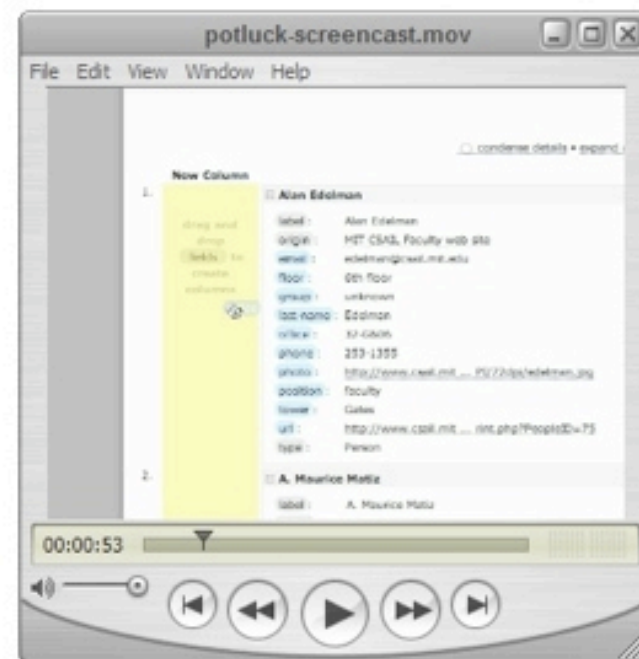 potluck-screencast.mov
File Edit View Window Help
condense details • expand
New Column
1.
Alan Edelman
drag and
drop
fields to
create
columns
label: Alan Edelman
origin: MIT CSAIL Faculty web site
email: edelman@csail.mit.edu
floor: 6th floor
group: unknown
last-name: Edelman
office:
phone: 253-1355
photo: http://www.csail.mit ... /edelman.jpg
position: faculty
tower: Gates
url: http://www.csail.mit ... rint.php?PeopleID=75
type: Person
2.
A. Maurice Matiz
label: A. Maurice Matiz
00:00:53